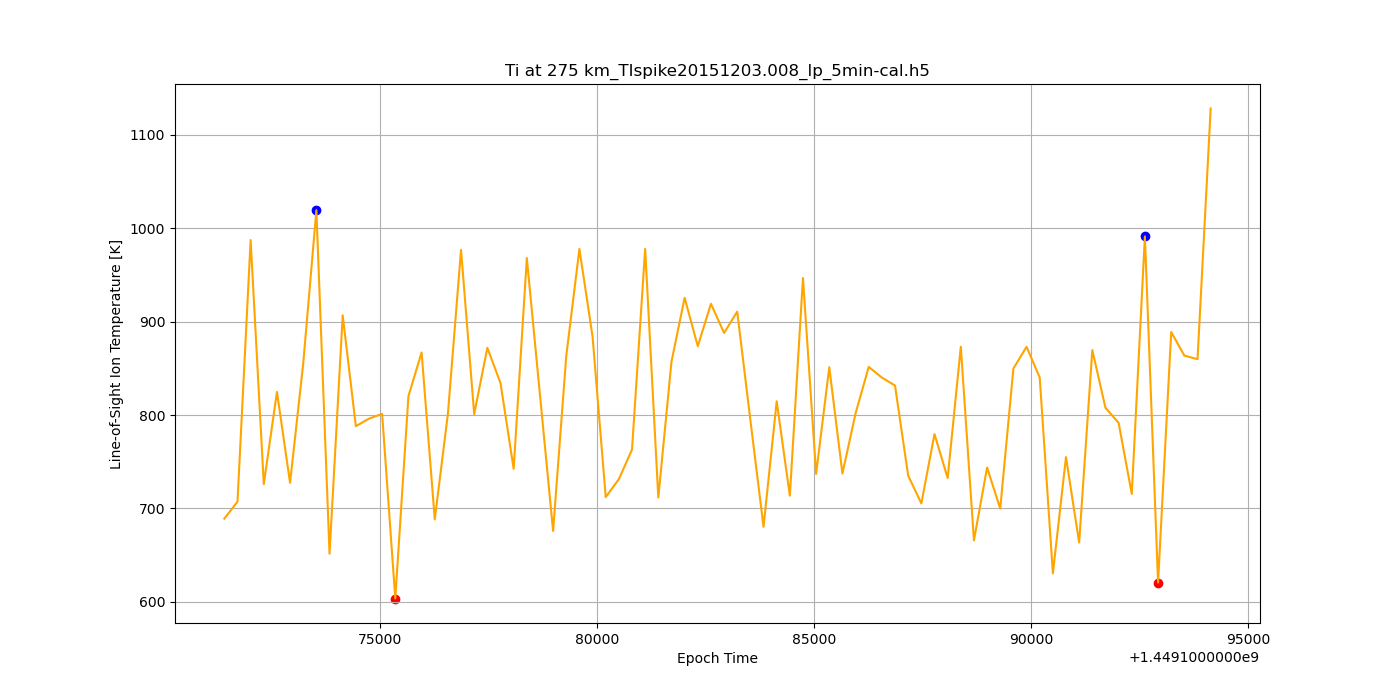 Ti at 275 km_TIspike20151203.008_lp_5min-cal.h5
Line-of-Sight Ion Temperature [K]
1100
1000
900
800
700
600
75000 80000 85000 90000 95000
Epoch Time
+1.4491000000e9